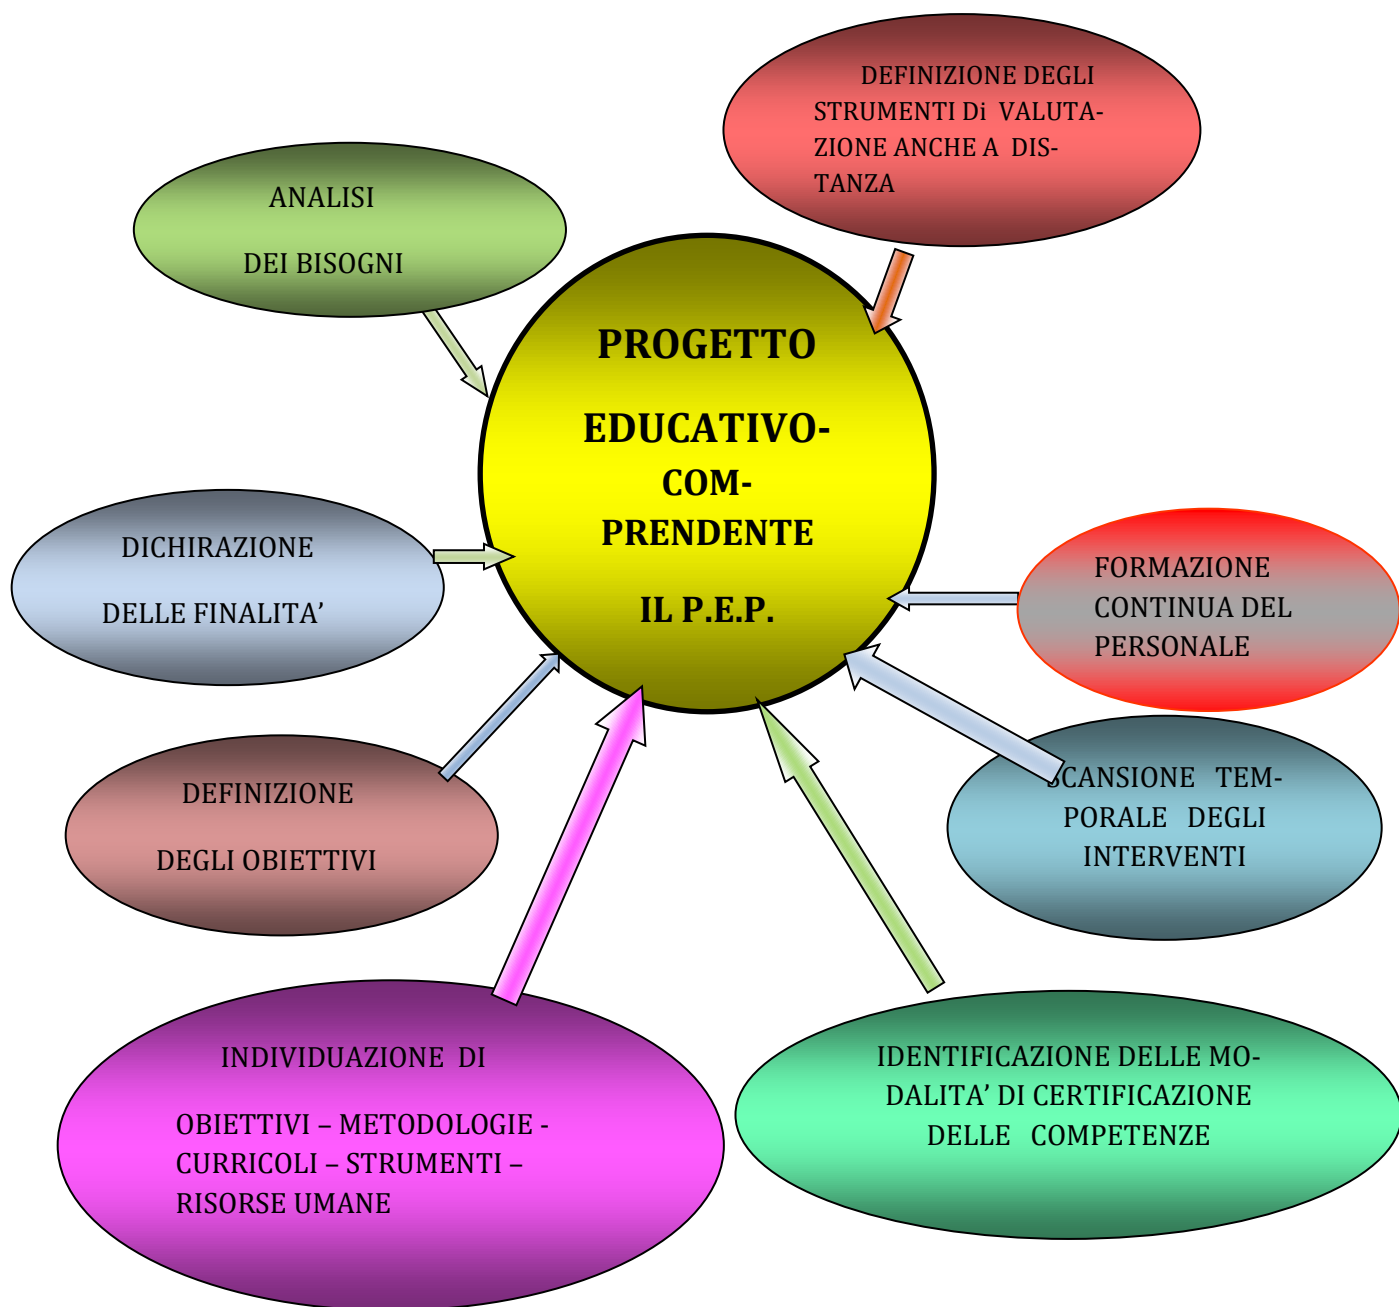 DEFINIZIONE DEGLI
STRUMENTI Di VALUTA-
ZIONE ANCHE A DIS-
TANZA
ANALISI
DEI BISOGNI
PROGETTO
EDUCATIVO-
COM-
PRENDENTE
IL P.E.P.
DICHIRAZIONE
DELLE FINALITA’
FORMAZIONE
CONTINUA DEL
PERSONALE
DEFINIZIONE
DEGLI OBIETTIVI
SCANSIONE TEM-
PORALE DEGLI
INTERVENTI
INDIVIDUAZIONE DI
OBIETTIVI – METODOLOGIE -
CURRICOLI – STRUMENTI –
RISORSE UMANE
IDENTIFICAZIONE DELLE MO-
DALITA’ DI CERTIFICAZIONE
DELLE COMPETENZE